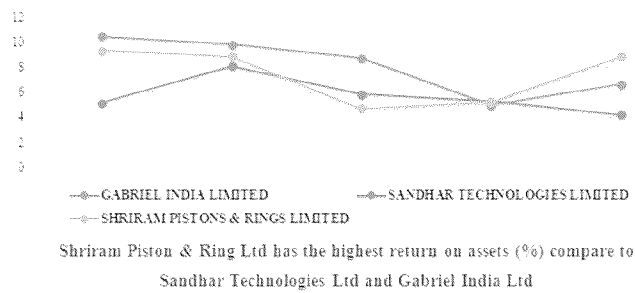 12
10
8
6
4
2
0
GABRIEL INDIA LIMITED SANDHAR TECHNOLOGIES LIMITED
SHRIRAM PISTONS & RINGS LIMITED
Shriram Piston & Ring Ltd has the highest return on assets (%) compare to
Sandhar Technologies Ltd and Gabriel India Ltd